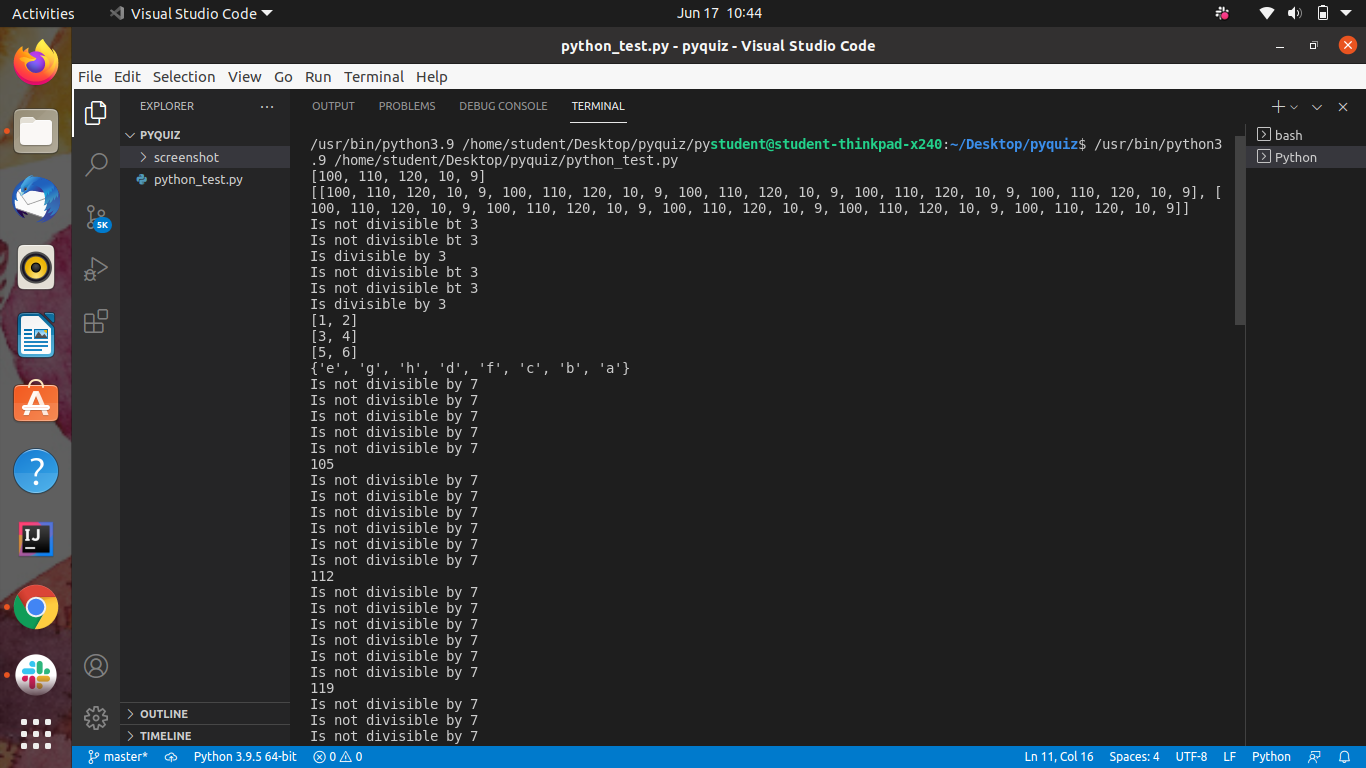 Activities Visual Studio Code Jun 17 10:44
python_test.py - pyquiz - Visual Studio Code
File Edit Selection View Go Run Terminal Help
EXPLORER ... OUTPUT PROBLEMS DEBUG CONSOLE TERMINAL
PYQUIZ
screenshot
python_test.py
5K
bash
Python
/usr/bin/python3.9 /home/student/Desktop/pyquiz/pystudent@student-thinkpad-x240:~/Desktop/pyquiz$ /usr/bin/python3
.9 /home/student/Desktop/pyquiz/python_test.py
[100, 110, 120, 10, 9]
[[100, 110, 120, 10, 9, 100, 110, 120, 10, 9, 100, 110, 120, 10, 9, 100, 110, 120, 10, 9, 100, 110, 120, 10, 9], [
100, 110, 120, 10, 9, 100, 110, 120, 10, 9, 100, 110, 120, 10, 9, 100, 110, 120, 10, 9, 100, 110, 120, 10, 9]]
Is not divisible bt 3
Is not divisible bt 3
Is divisible by 3
Is not divisible bt 3
Is not divisible bt 3
Is divisible by 3
[1, 2]
[3, 4]
[5, 6]
{'e', 'g', 'h', 'd', 'f', 'c', 'b', 'a'}
Is not divisible by 7
Is not divisible by 7
Is not divisible by 7
Is not divisible by 7
Is not divisible by 7
105
Is not divisible by 7
Is not divisible by 7
Is not divisible by 7
Is not divisible by 7
Is not divisible by 7
Is not divisible by 7
112
Is not divisible by 7
Is not divisible by 7
Is not divisible by 7
Is not divisible by 7
Is not divisible by 7
Is not divisible by 7
119
Is not divisible by 7
Is not divisible by 7
Is not divisible by 7
OUTLINE
TIMELINE
IJ
master* Python 3.9.5 64-bit 0 0 Ln 11, Col 16 Spaces: 4 UTF-8 LF Python